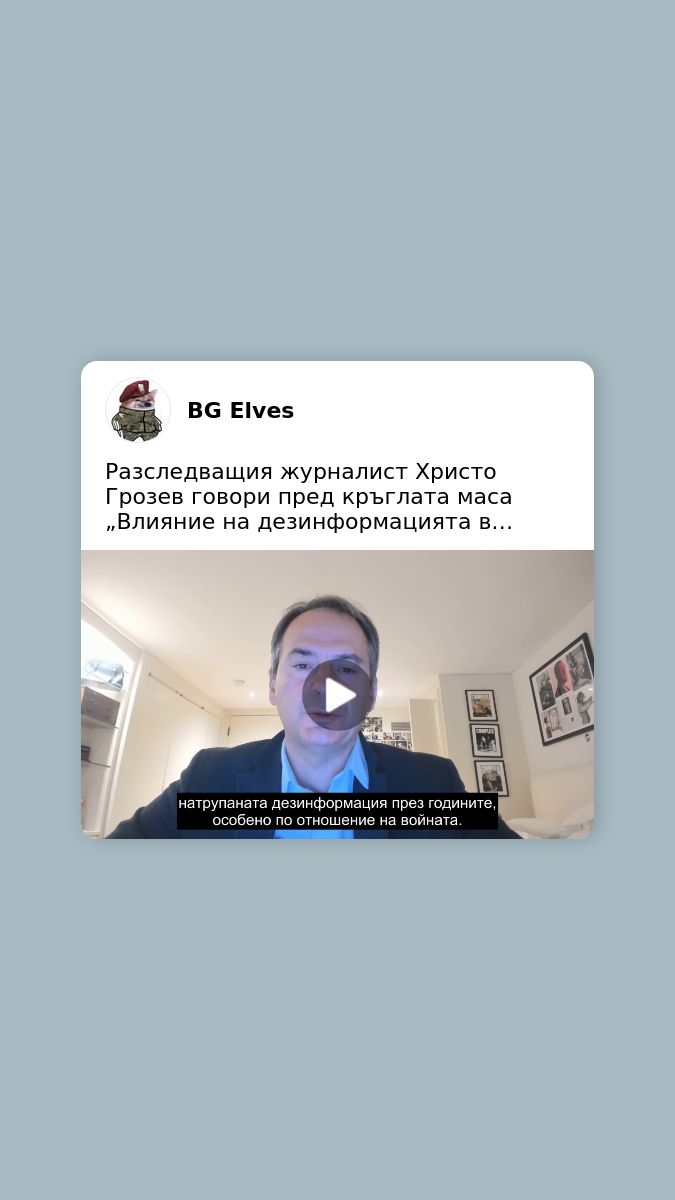 BG Elves
Разследващия журналист Христо
Грозев говори пред кръглата маса
„Влияние на дезинформацията в...
COMPLEX
натрупаната дезинформация през годините,
особено по отношение на войната.